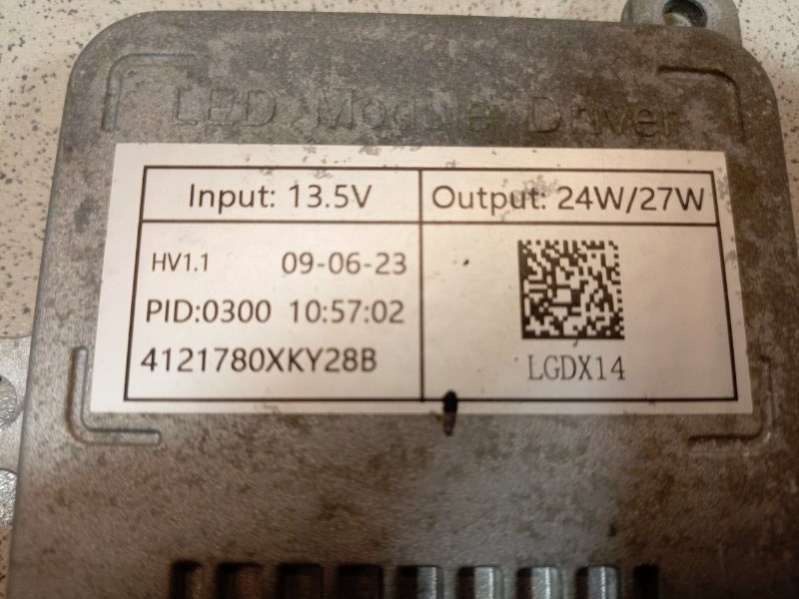 LED Module Driver
Input: 13.5V
Output: 24W/27W
HV1.1 09-06-23
PID:0300 10:57:02
4121780XKY28B
LGDX14